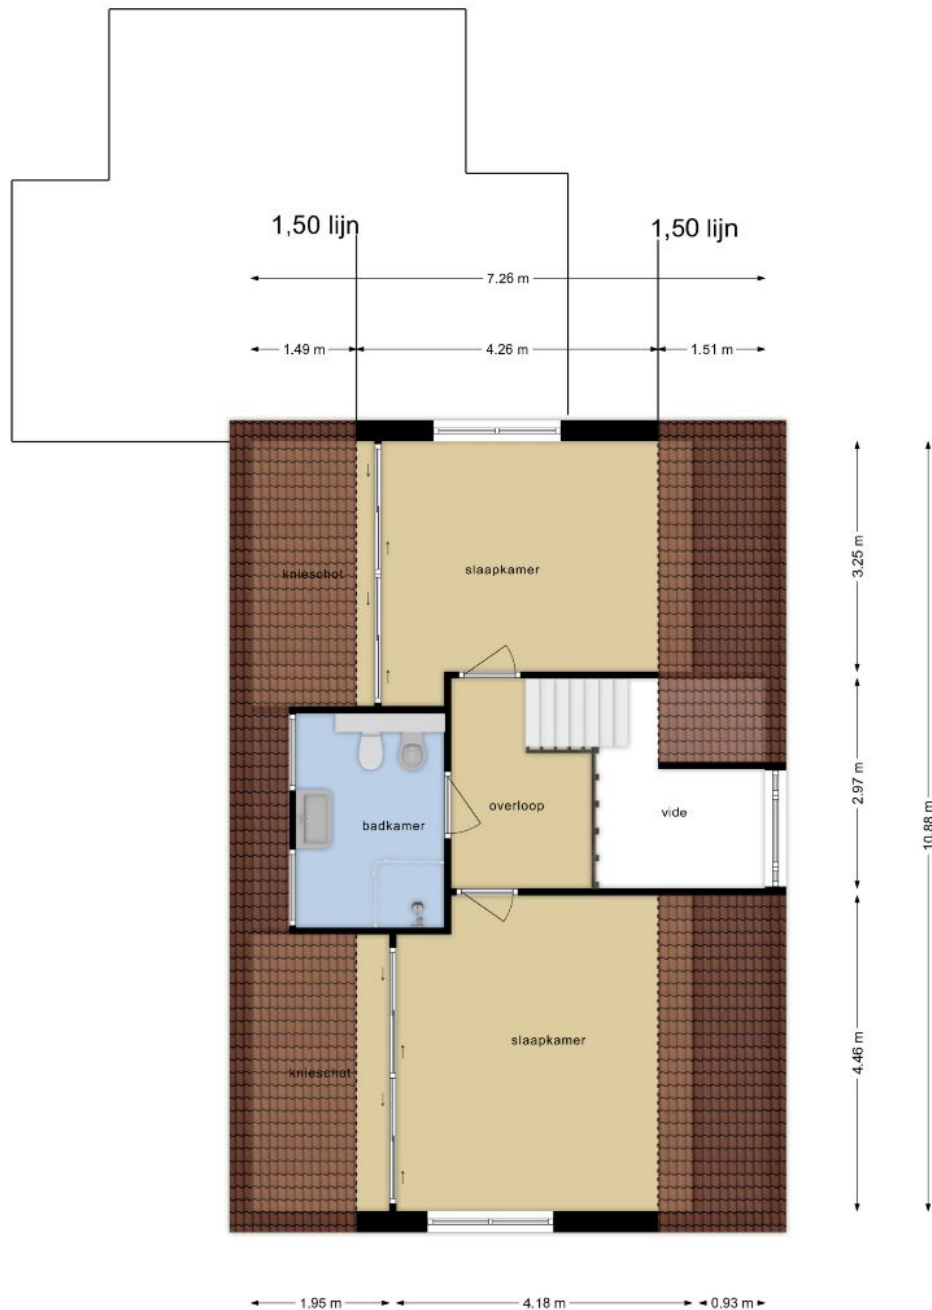 1,50 lijn
1,50 lijn
7.26 m
1.49 m
4.26 m
1.51 m
3.25 m
knieschot
slaapkamer
2.97 m
overloop
vide
badkamer
10.88 m
slaapkamer
4.46 m
knieschot
1.95 m
4.18 m
0.93 m